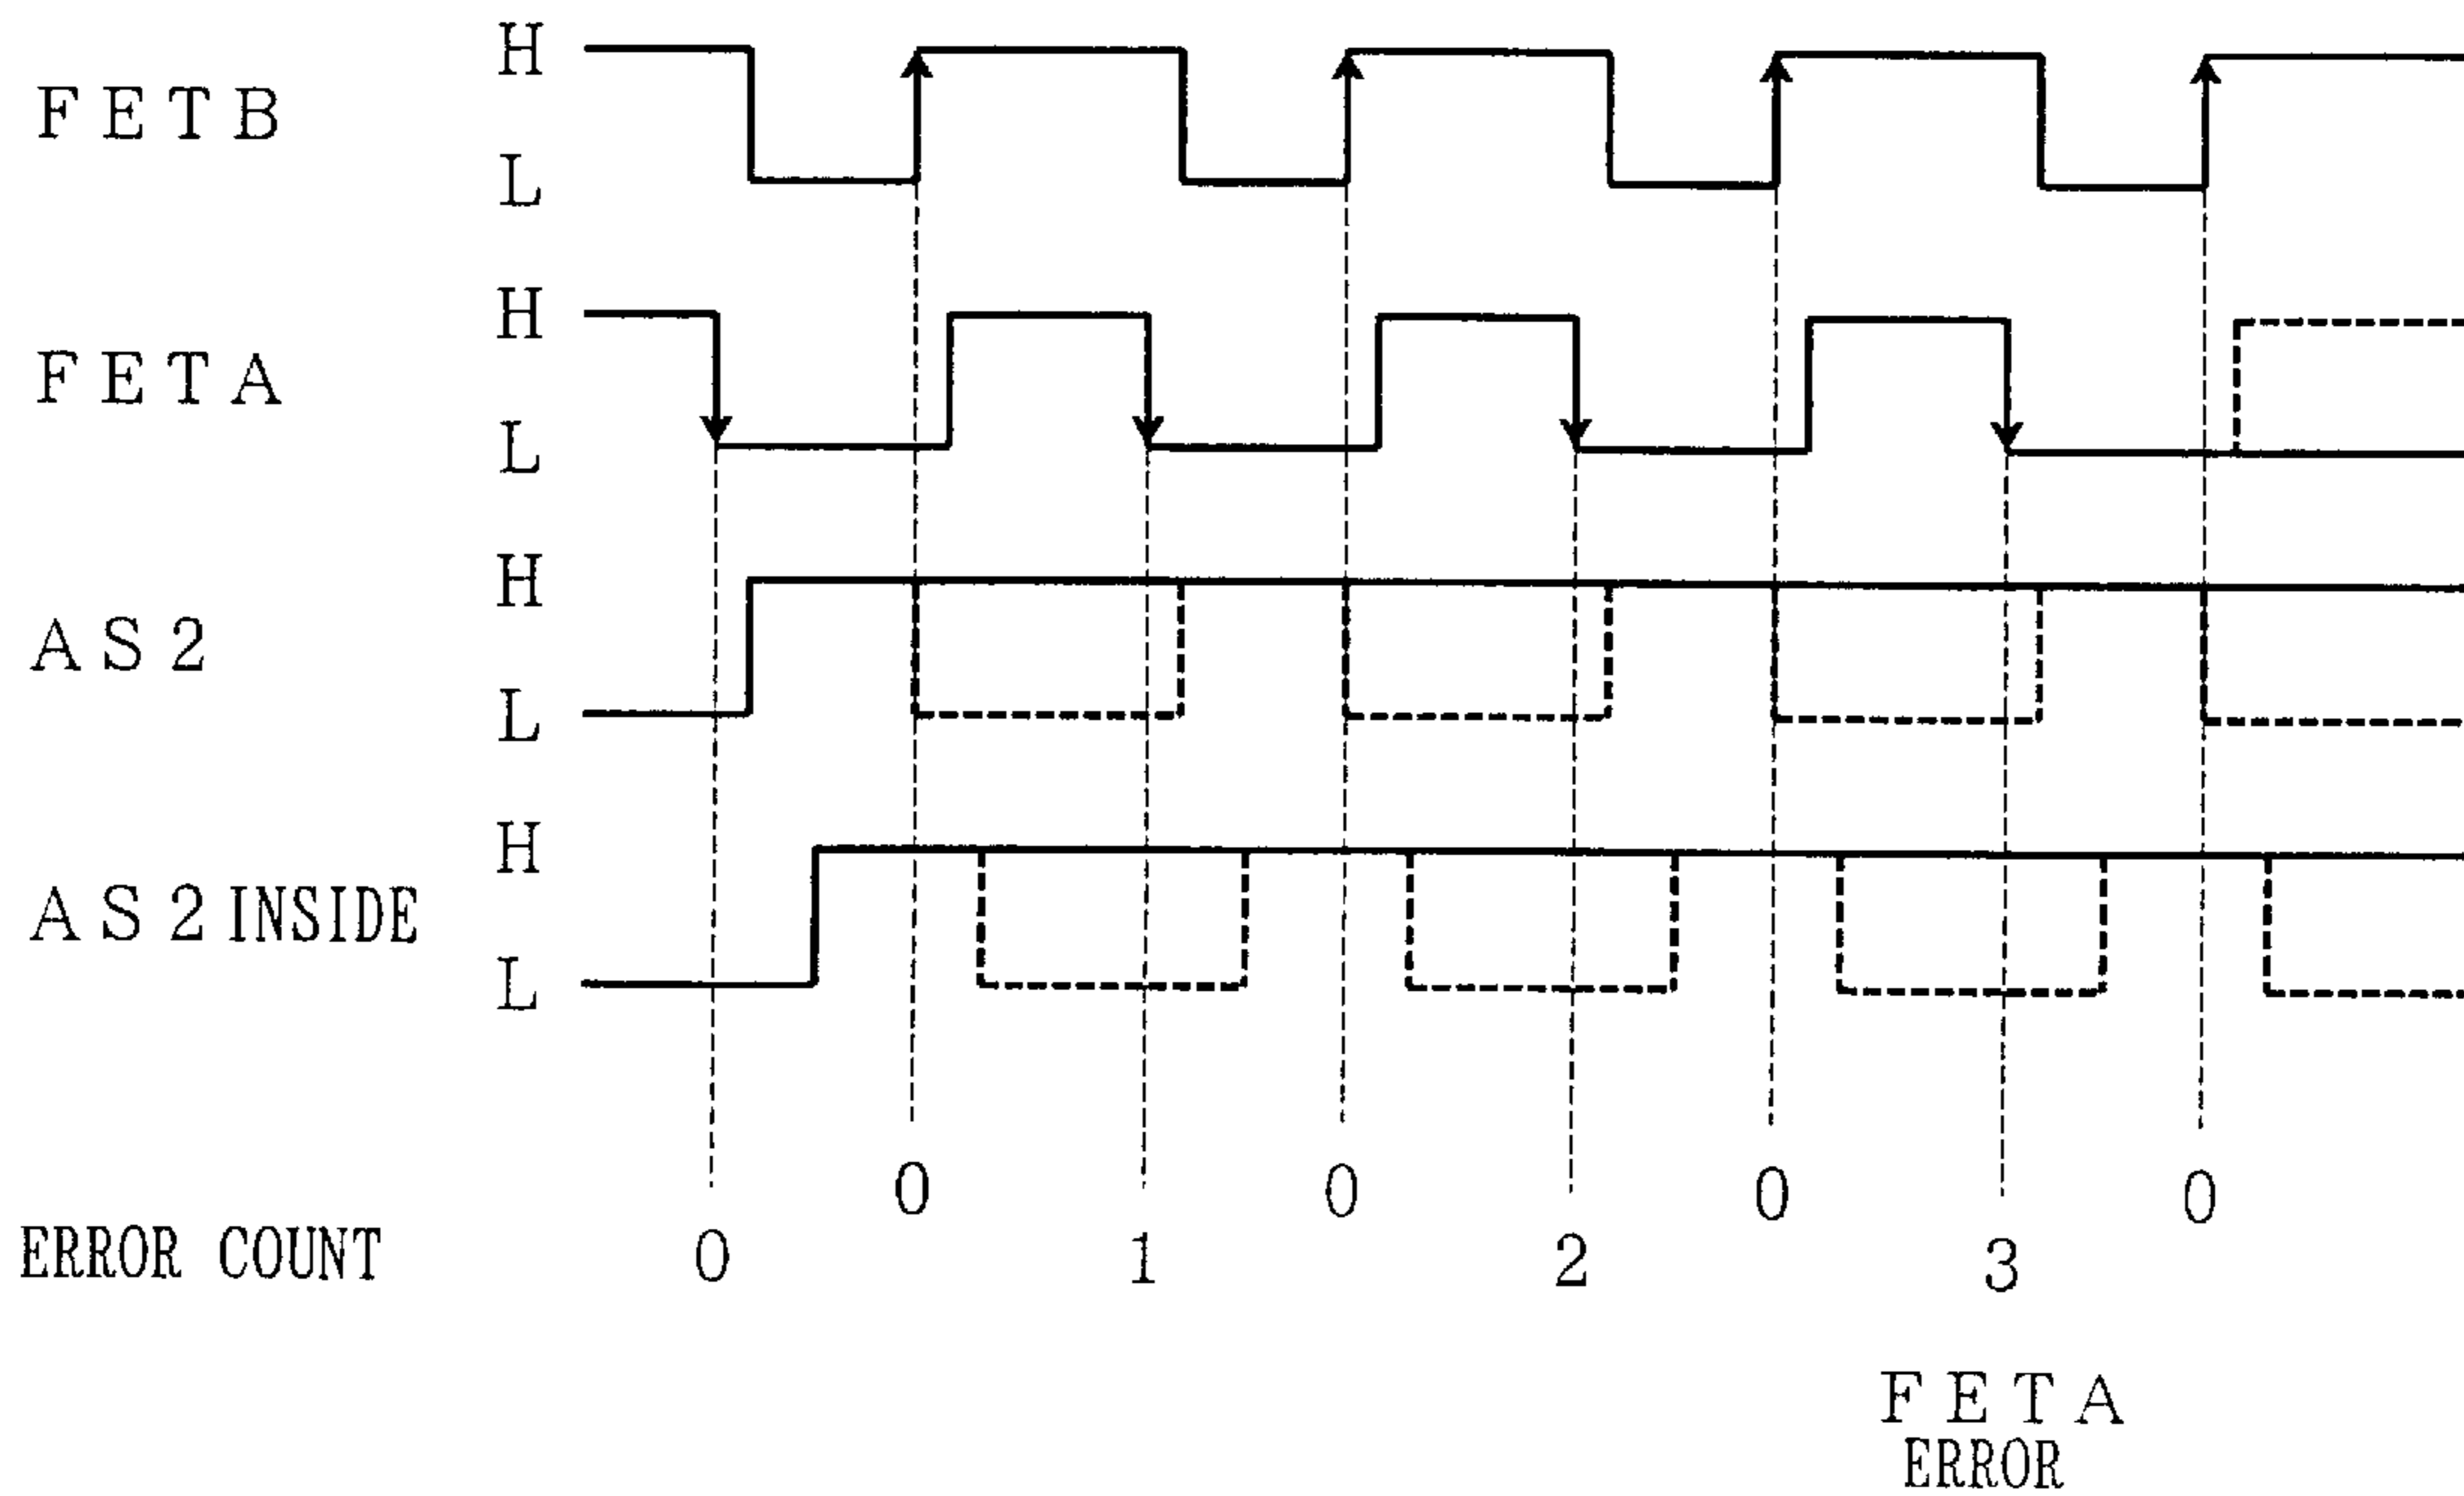 H
FETB
L
H
FETA
L
H
AS2
L
H
AS2 INSIDE
L
0 0 0 0
ERROR COUNT 0 1 2 3
FETA
ERROR